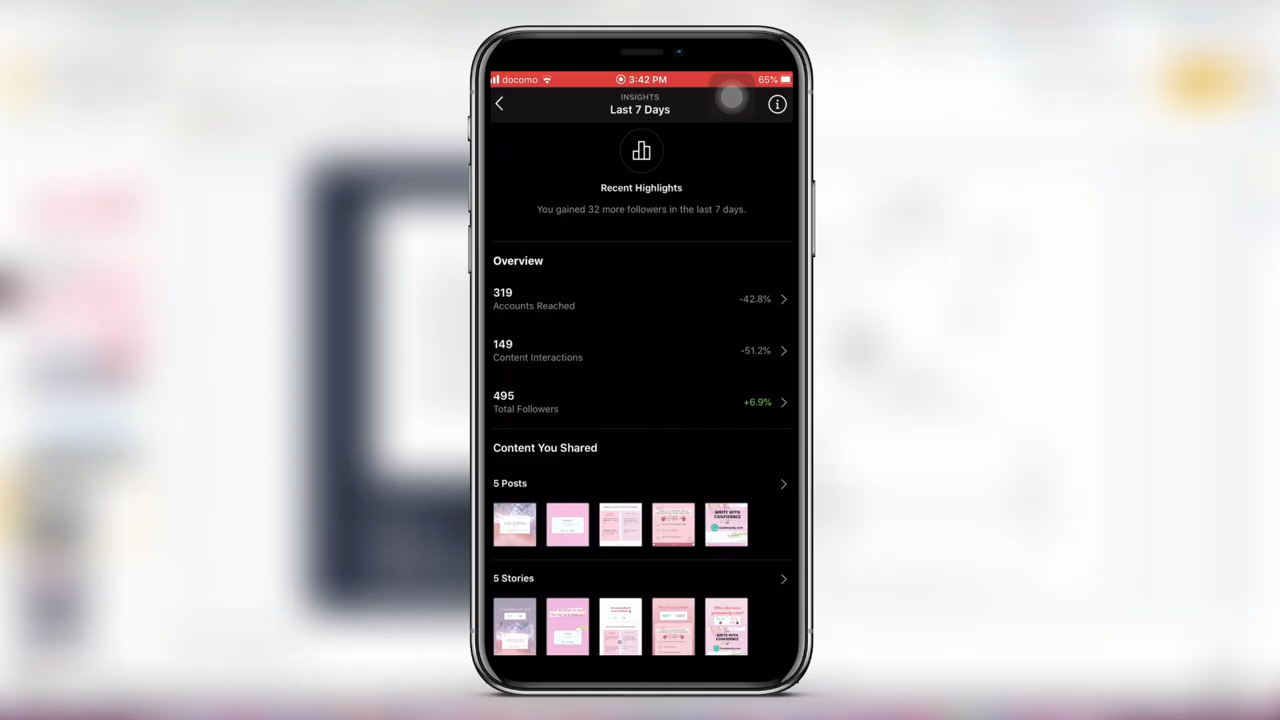 docomo 3:42 PM 65%
INSIGHTS
Last 7 Days
Recent Highlights
You gained 32 more followers in the last 7 days.
Overview
319
Accounts Reached -42.8%
149
Content Interactions -51.2%
495
Total Followers +6.9%
Content You Shared
5 Posts
WRITE WITH
CONFIDENCE
Grammarly.com
5 Stories
WRITE WITH
CONFIDENCE